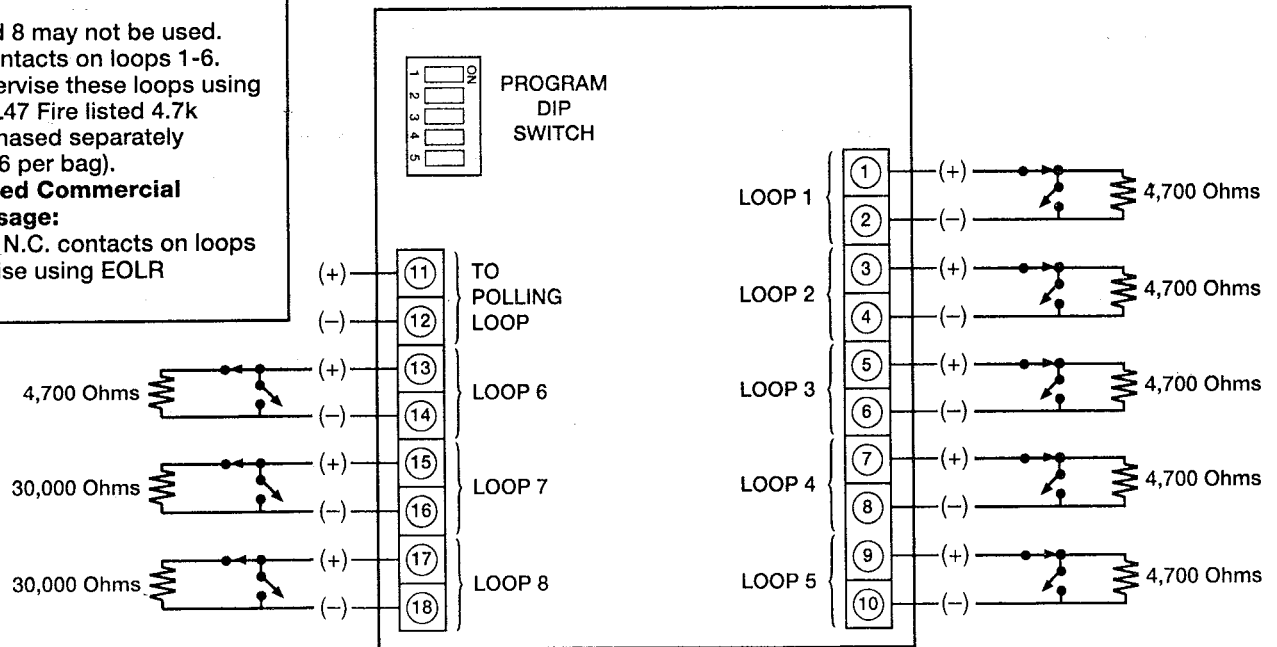 8 may not be used.
ontacts on loops 1-6.
ervise these loops using
.47 Fire listed 4.7k
hased separately
6 per bag).
ed Commercial
sage:
N.C. contacts on loops
ise using EOLR
ON
1
2
3
4
5
PROGRAM
DIP
SWITCH
(+) 11
(−) 12
TO
POLLING
LOOP
4,700 Ohms
(+) 13
(−) 14
LOOP 6
30,000 Ohms
(+) 15
(−) 16
LOOP 7
30,000 Ohms
(+) 17
(−) 18
LOOP 8
LOOP 1
1 (+)
2 (−)
4,700 Ohms
LOOP 2
3 (+)
4 (−)
4,700 Ohms
LOOP 3
5 (+)
6 (−)
4,700 Ohms
LOOP 4
7 (+)
8 (−)
4,700 Ohms
LOOP 5
9 (+)
10 (−)
4,700 Ohms